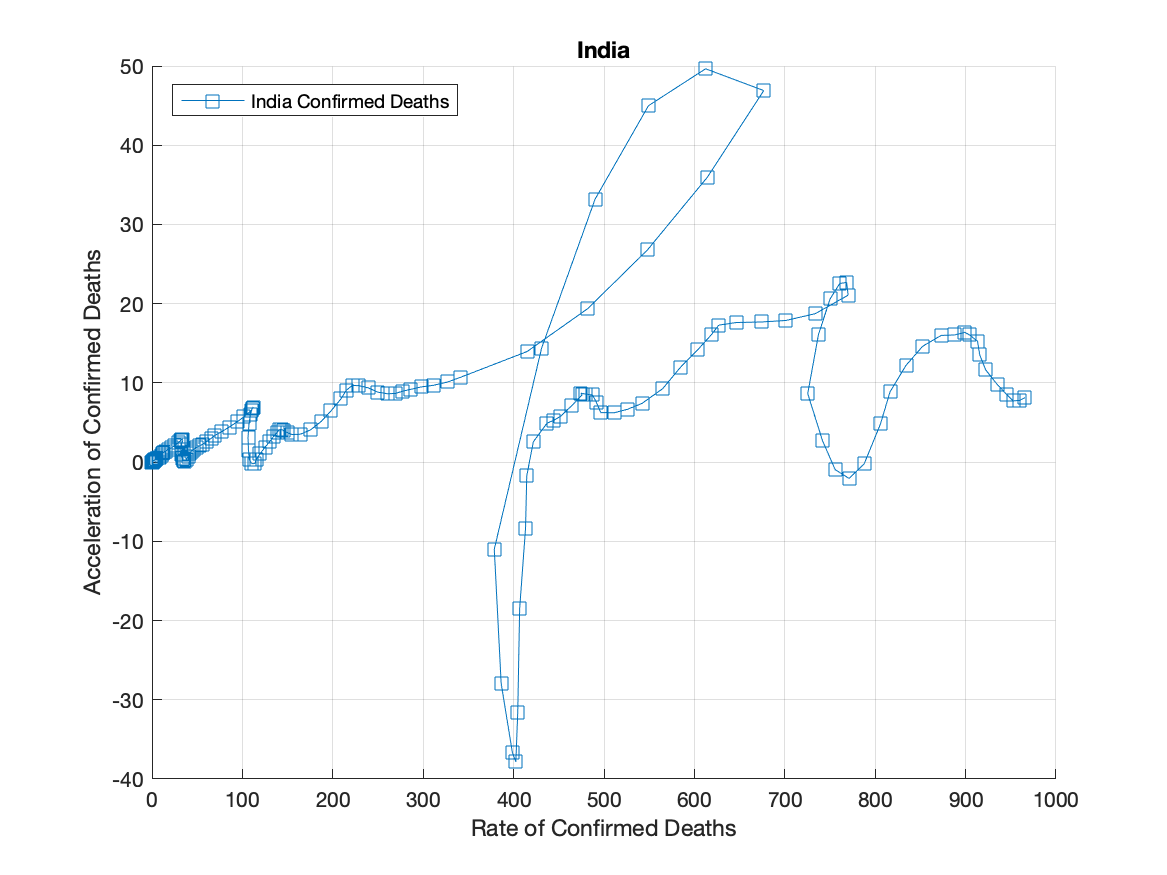 India
India Confirmed Deaths
Acceleration of Confirmed Deaths
50
40
30
20
10
0
-10
-20
-30
-40
0 100 200 300 400 500 600 700 800 900 1000
Rate of Confirmed Deaths